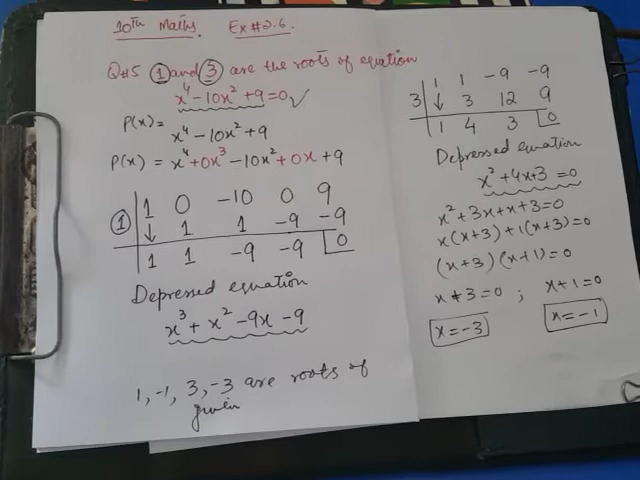 10TH Maths. Ex#2.6.
Q#5 1 and 3 are the roots of equation
x⁴-10x²+9=0
P(x)=
x⁴-10x²+9
P(x)= x⁴+0x³-10x²+0x+9
1 | 1 0 -10 0 9
↓ 1 1 -9 -9
1 1 -9 -9 0
Depressed equation
x³+x²-9x-9
1,-1, 3,-3 are roots of
given
1 1 -9 -9
3 | ↓ 3 12 9
1 4 3 0
Depressed equation
x²+4x+3=0
x²+3x+x+3=0
x(x+3)+1(x+3)=0
(x+3)(x+1)=0
x+3=0 ; x+1=0
x=-3 x=-1